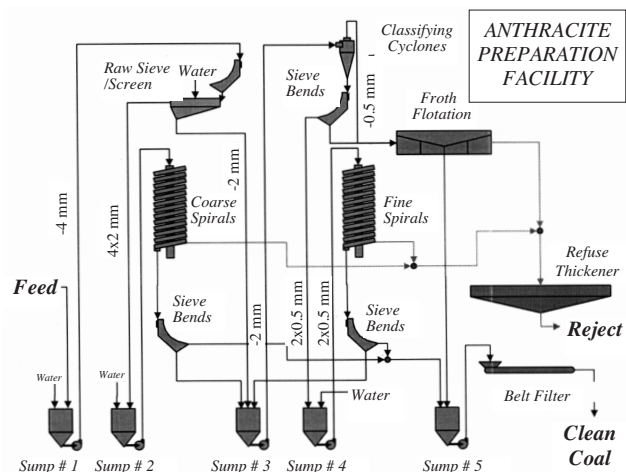 Classifying
Cyclones
ANTHRACITE
PREPARATION
FACILITY
Raw Sieve
/Screen
Water
Sieve
Bends
-0.5 mm
Froth
Flotation
-4 mm
4x2 mm
-2 mm
Coarse
Spirals
Fine
Spirals
Refuse
Thickener
Feed
Sieve
Bends
-2 mm
2x0.5 mm
2x0.5 mm
Sieve
Bends
Reject
Water
Water
Water
Belt Filter
Clean
Coal
Sump # 1
Sump # 2
Sump # 3
Sump # 4
Sump # 5